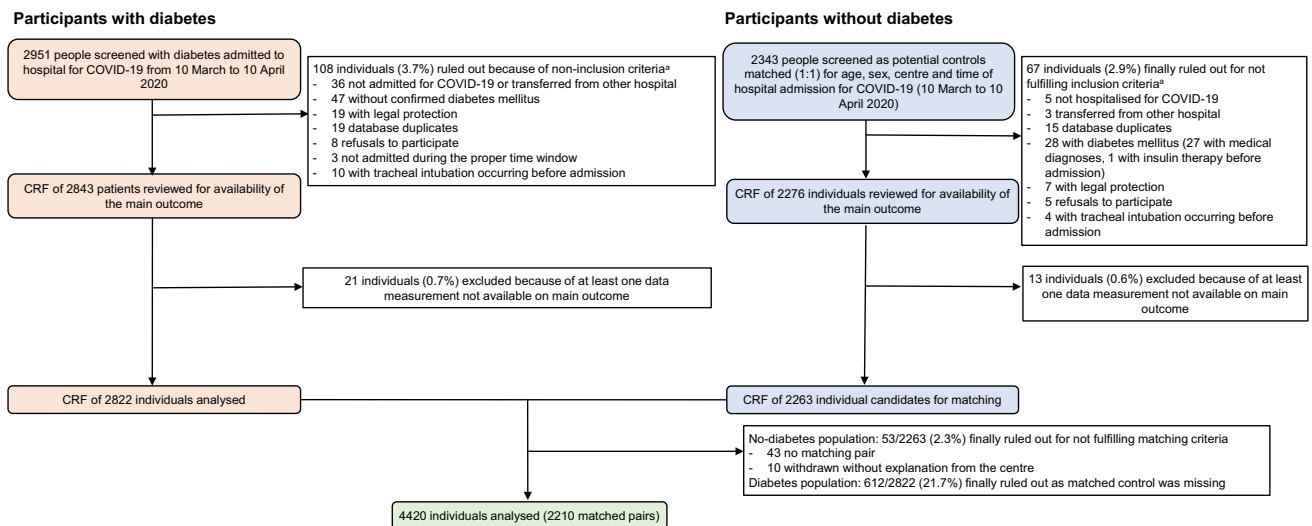 Participants with diabetes
2951 people screened with diabetes admitted to
hospital for COVID-19 from 10 March to 10 April
2020
108 individuals (3.7%) ruled out because of non-inclusion criteriaª
- 36 not admitted for COVID-19 or transferred from other hospital
- 47 without confirmed diabetes mellitus
- 19 with legal protection
- 19 database duplicates
- 8 refusals to participate
- 3 not admitted during the proper time window
- 10 with tracheal intubation occurring before admission
CRF of 2843 patients reviewed for availability of
the main outcome
21 individuals (0.7%) excluded because of at least one data
measurement not available on main outcome
CRF of 2822 individuals analysed
Participants without diabetes
2343 people screened as potential controls
matched (1:1) for age, sex, centre and time of
hospital admission for COVID-19 (10 March to 10
April 2020)
67 individuals (2.9%) finally ruled out for not
fulfilling inclusion criteriaª
- 5 not hospitalised for COVID-19
- 3 transferred from other hospital
- 15 database duplicates
- 28 with diabetes mellitus (27 with medical
diagnoses, 1 with insulin therapy before
admission)
- 7 with legal protection
- 5 refusals to participate
- 4 with tracheal intubation occurring before
admission
CRF of 2276 individuals reviewed for availability of
the main outcome
13 individuals (0.6%) excluded because of at least
one data measurement not available on main
outcome
CRF of 2263 individual candidates for matching
No-diabetes population: 53/2263 (2.3%) finally ruled out for not fulfilling matching criteria
- 43 no matching pair
- 10 withdrawn without explanation from the centre
Diabetes population: 612/2822 (21.7%) finally ruled out as matched control was missing
4420 individuals analysed (2210 matched pairs)